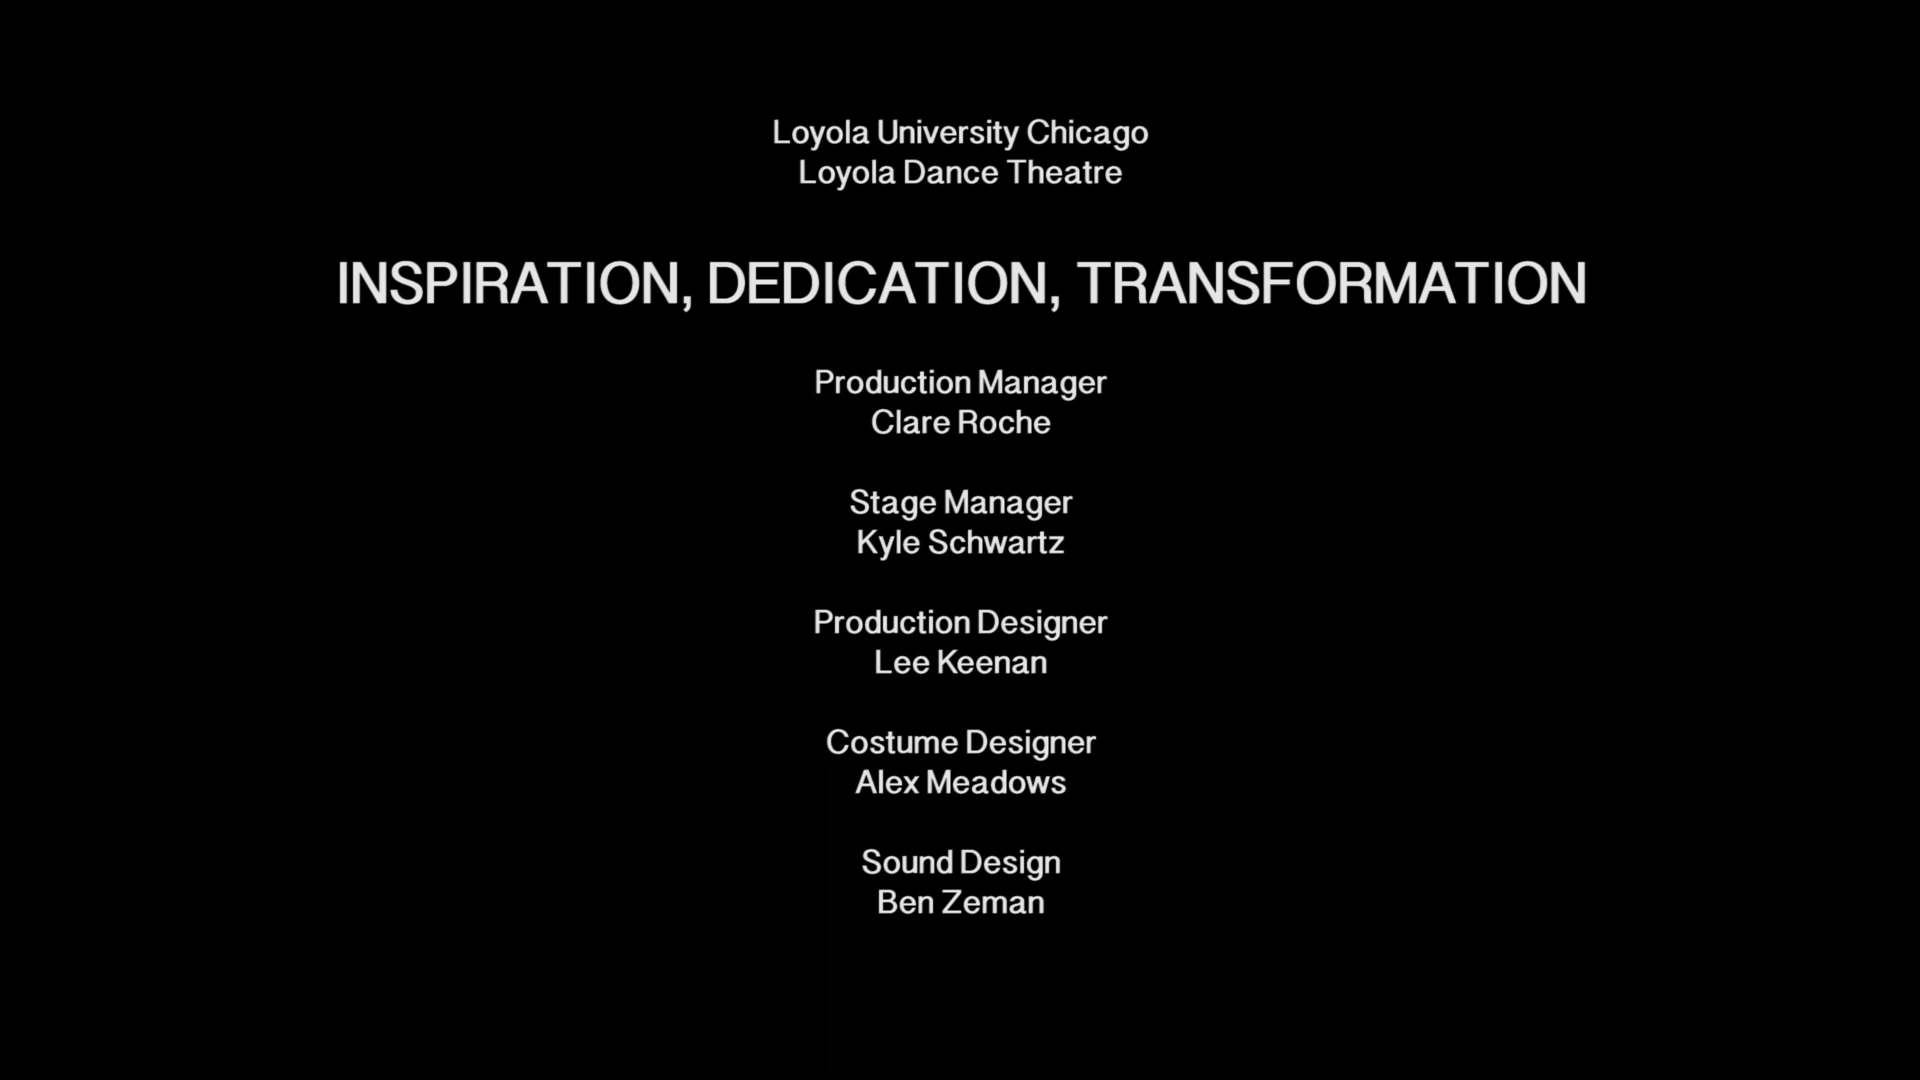 Loyola University Chicago
Loyola Dance Theatre
INSPIRATION, DEDICATION, TRANSFORMATION
Production Manager
Clare Roche
Stage Manager
Kyle Schwartz
Production Designer
Lee Keenan
Costume Designer
Alex Meadows
Sound Design
Ben Zeman